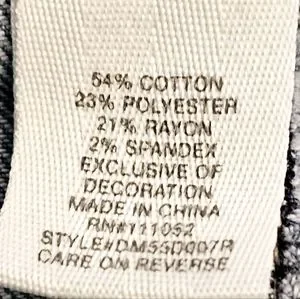 54% COTTON
23% POLYESTER
21% RAYON
2% SPANDEX
EXCLUSIVE OF
DECORATION
MADE IN CHINA
RN#111052
STYLE#DM55D007R
CARE ON REVERSE